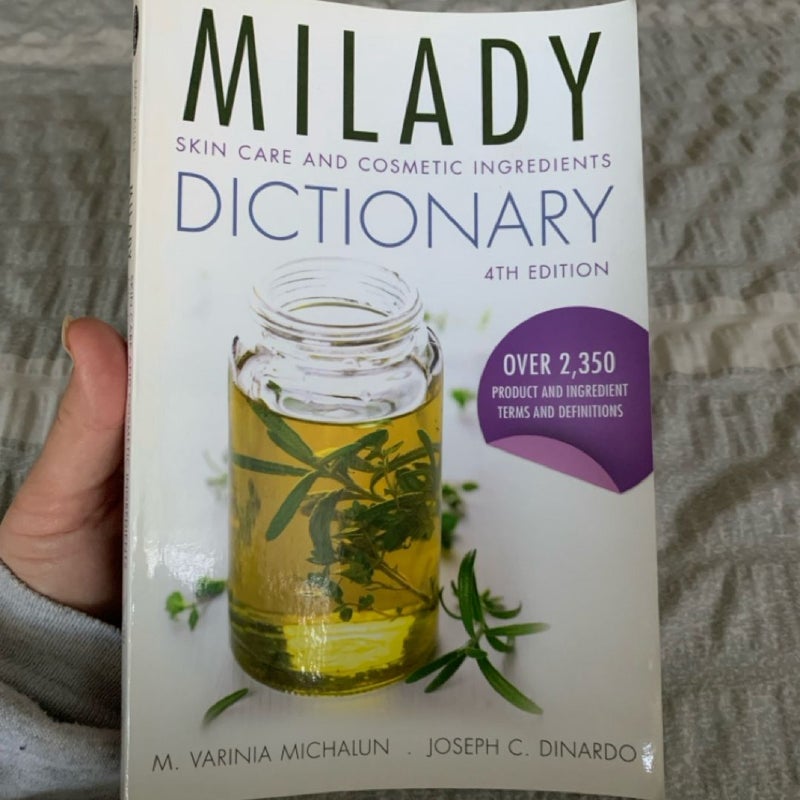 MILADY
SKIN CARE AND COSMETIC INGREDIENTS
DICTIONARY
4TH EDITION
OVER 2,350
PRODUCT AND INGREDIENT
TERMS AND DEFINITIONS
M. VARINIA MICHALUN . JOSEPH C. DINARDO
MILADY